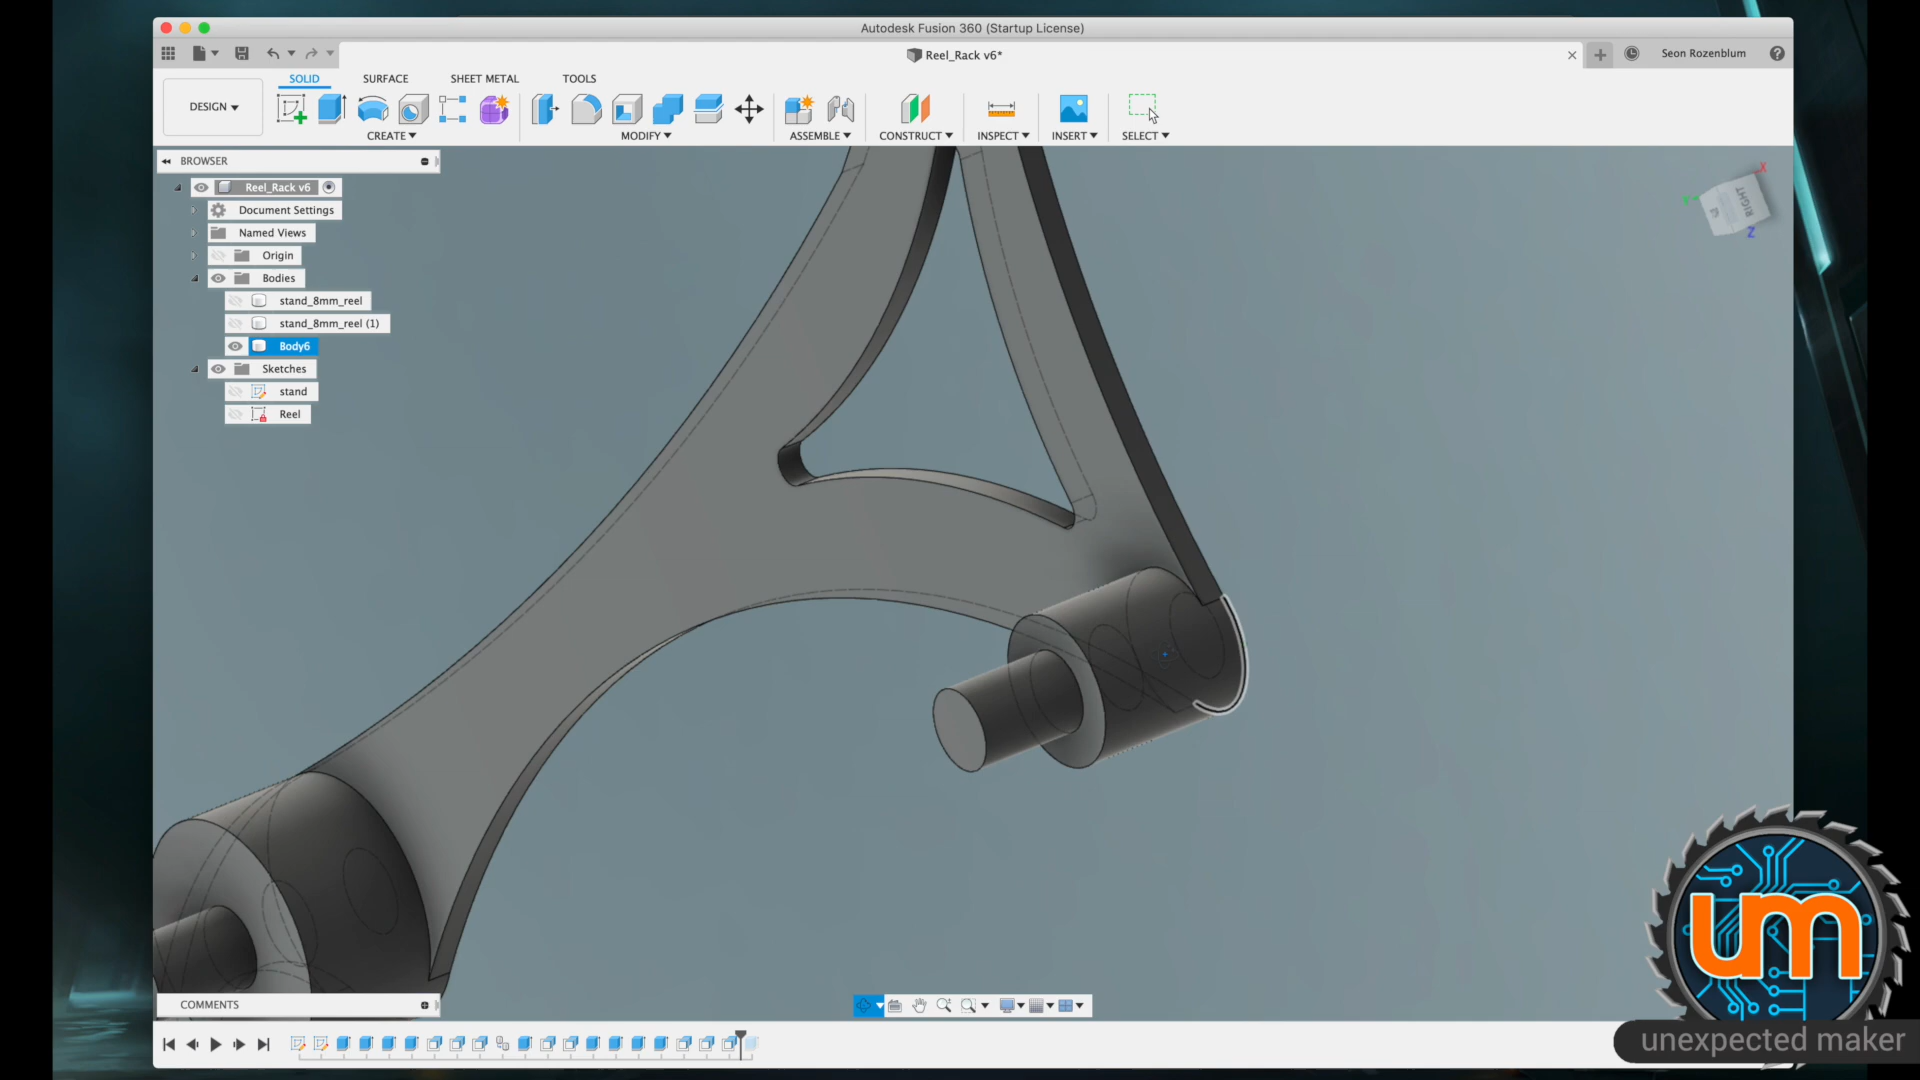 Autodesk Fusion 360 (Startup License)
Reel_Rack v6*
Seon Rozenblum
SOLID SURFACE SHEET METAL TOOLS
DESIGN
CREATE MODIFY ASSEMBLE CONSTRUCT INSPECT INSERT SELECT
BROWSER
Reel_Rack v6
Document Settings
Named Views
Origin
Bodies
stand_8mm_reel
stand_8mm_reel (1)
Body6
Sketches
stand
Reel
X
RIGHT
Z
COMMENTS
um
unexpected maker